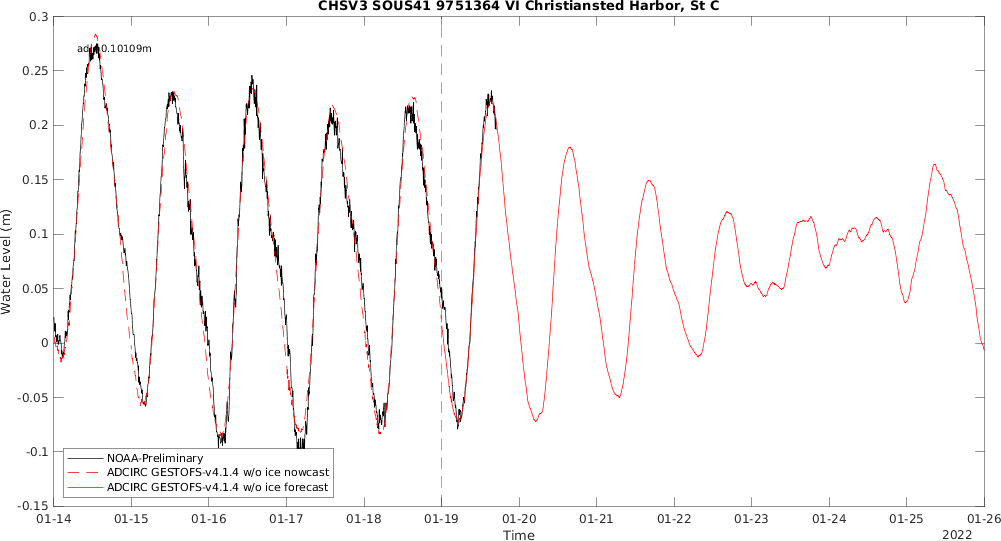 CHSV3 SOUS41 9751364 VI Christiansted Harbor, St C
0.3
0.25
0.2
0.15
0.1
0.05
0
-0.05
-0.1
-0.15
Water Level (m)
0.10109m
NOAA-Preliminary
ADCIRC GESTOFS-v4.1.4 w/o ice nowcast
ADCIRC GESTOFS-v4.1.4 w/o ice forecast
01-14 01-15 01-16 01-17 01-18 01-19 01-20 01-21 01-22 01-23 01-24 01-25 01-26
Time
2022